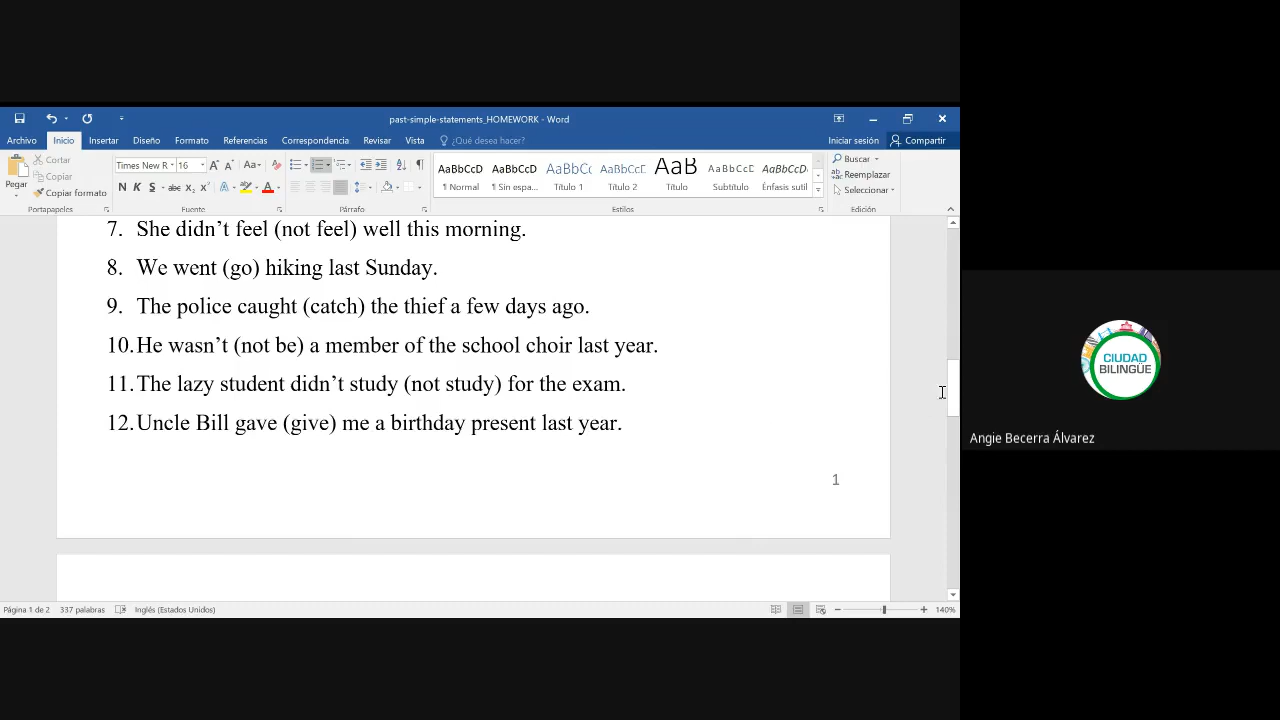 past-simple-statements_HOMEWORK - Word
Archivo Inicio Insertar Diseño Formato Referencias Correspondencia Revisar Vista ¿Qué desea hacer? Iniciar sesión Compartir
Pegar
Cortar
Copiar
Copiar formato
Portapapeles
Times New R 16
N K S abc x₂ x²
Fuente
Párrafo
AaBbCcD AaBbCcD AaBbCc AaBbCcE AaB AaBbCcD AaBbCcD
¶ Normal ¶ Sin espa... Título 1 Título 2 Título Subtítulo Énfasis sutil
Estilos
Buscar
Reemplazar
Seleccionar
Edición
7. She didn’t feel (not feel) well this morning.
8. We went (go) hiking last Sunday.
9. The police caught (catch) the thief a few days ago.
10. He wasn’t (not be) a member of the school choir last year.
11. The lazy student didn’t study (not study) for the exam.
12. Uncle Bill gave (give) me a birthday present last year.
1
Página 1 de 2 337 palabras Inglés (Estados Unidos) 140%
CIUDAD
BILINGÜE
Angie Becerra Álvarez